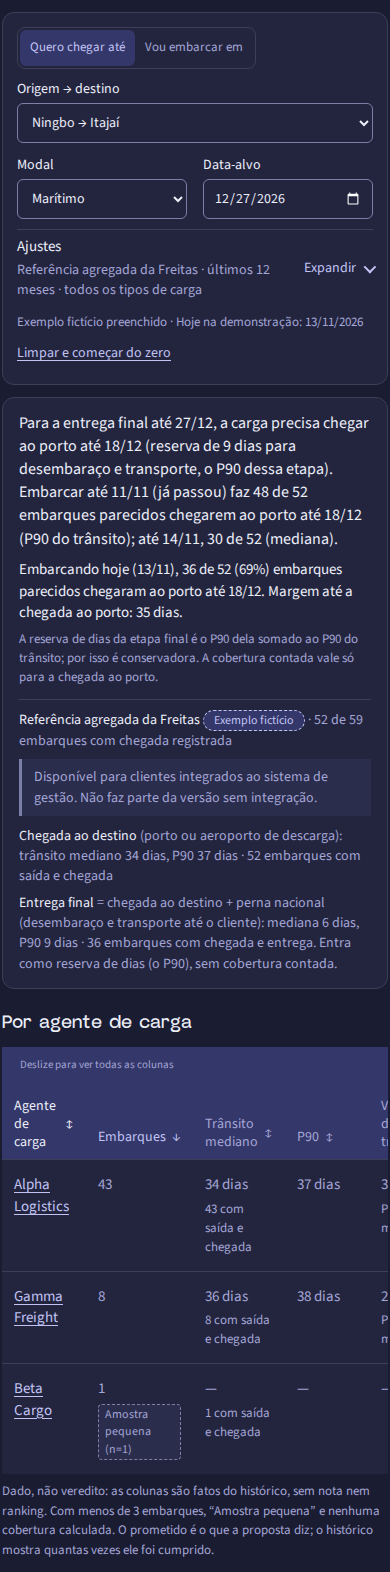 Quero chegar até Vou embarcar em
Origem → destino
Ningbo → Itajaí
Modal Data-alvo
Marítimo 12/27/2026
Ajustes
Referência agregada da Freitas · últimos 12 Expandir
meses · todos os tipos de carga
Exemplo fictício preenchido · Hoje na demonstração: 13/11/2026
Limpar e começar do zero
Para a entrega final até 27/12, a carga precisa chegar
ao porto até 18/12 (reserva de 9 dias para
desembaraço e transporte, o P90 dessa etapa).
Embarcar até 11/11 (já passou) faz 48 de 52
embarques parecidos chegarem ao porto até 18/12
(P90 do trânsito); até 14/11, 30 de 52 (mediana).
Embarcando hoje (13/11), 36 de 52 (69%) embarques
parecidos chegaram ao porto até 18/12. Margem até a
chegada ao porto: 35 dias.
A reserva de dias da etapa final é o P90 dela somado ao P90 do
trânsito; por isso é conservadora. A cobertura contada vale só
para a chegada ao porto.
Referência agregada da Freitas Exemplo fictício · 52 de 59
embarques com chegada registrada
Disponível para clientes integrados ao sistema de
gestão. Não faz parte da versão sem integração.
Chegada ao destino (porto ou aeroporto de descarga):
trânsito mediano 34 dias, P90 37 dias · 52 embarques com
saída e chegada
Entrega final = chegada ao destino + perna nacional
(desembaraço e transporte até o cliente): mediana 6 dias,
P90 9 dias · 36 embarques com chegada e entrega. Entra
como reserva de dias (o P90), sem cobertura contada.
Por agente de carga
Deslize para ver todas as colunas
Agente
de
carga ↕ Embarques ↓ Trânsito
mediano ↕ P90 ↕
Alpha
Logistics 43 34 dias 37 dias
43 com
saída e
chegada
Gamma
Freight 8 36 dias 38 dias
8 com saída
e chegada
Beta
Cargo 1 — —
Amostra
pequena
(n=1)
1 com saída
e chegada
Dado, não veredito: as colunas são fatos do histórico, sem nota nem
ranking. Com menos de 3 embarques, “Amostra pequena” e nenhuma
cobertura calculada. O prometido é o que a proposta diz; o histórico
mostra quantas vezes ele foi cumprido.